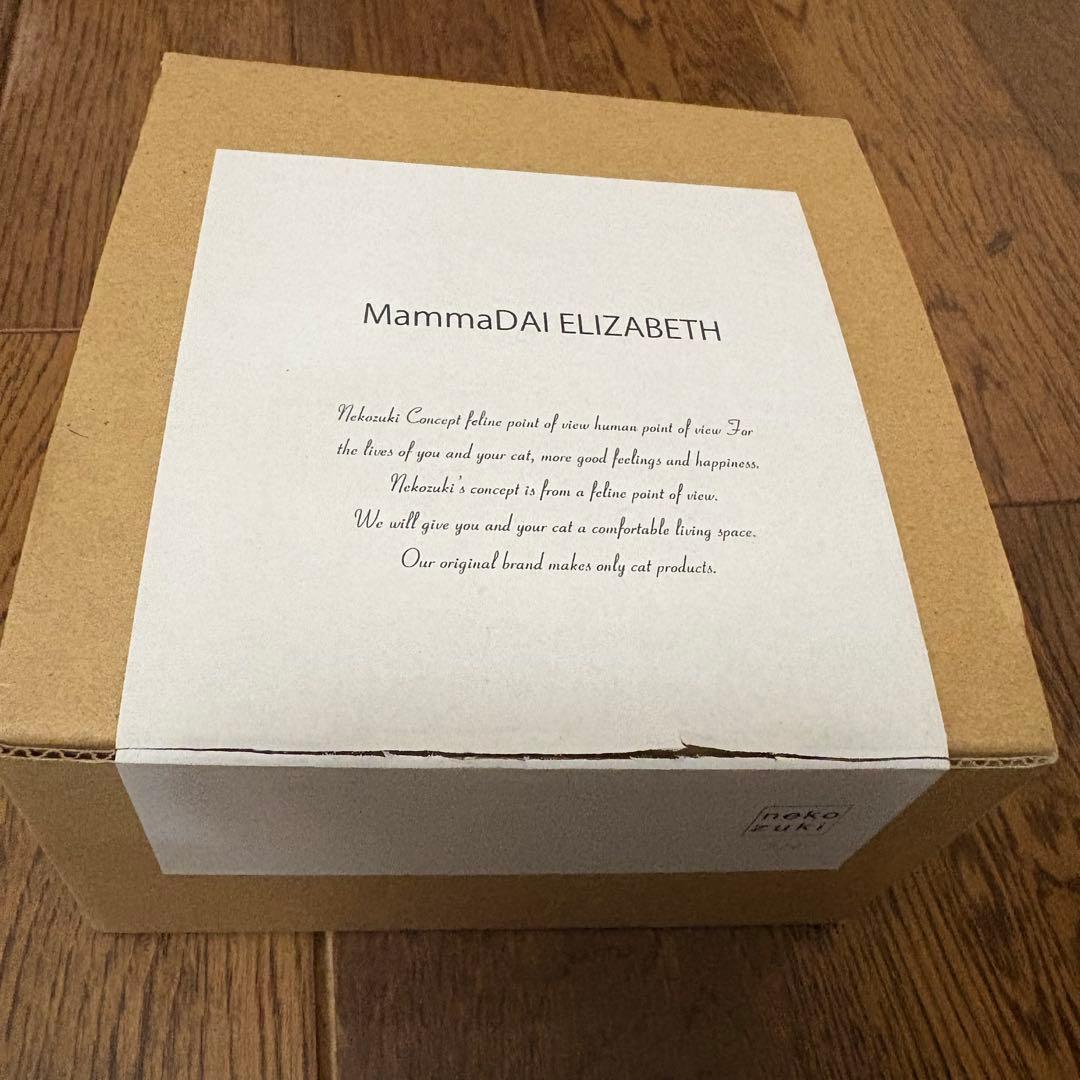 MammaDAI ELIZABETH
Nekozuki Concept feline point of view human point of view For
the lives of you and your cat, more good feelings and happiness.
Nekozuki's concept is from a feline point of view.
We will give you and your cat a comfortable living space.
Our original brand makes only cat products.
neko
zuki